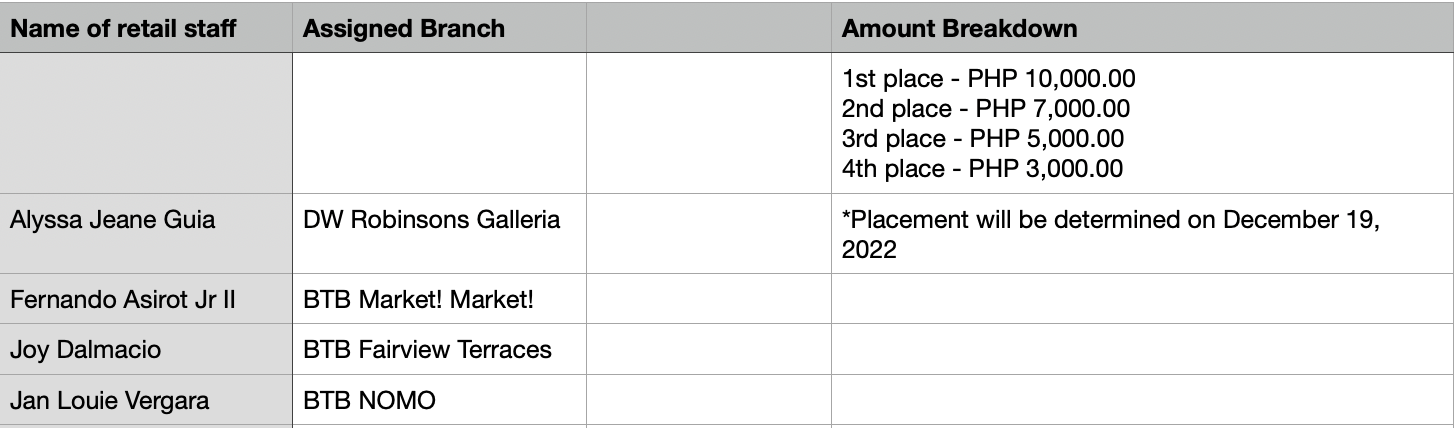 Name of retail staff Assigned Branch Amount Breakdown
1st place - PHP 10,000.00
2nd place - PHP 7,000.00
3rd place - PHP 5,000.00
4th place - PHP 3,000.00
Alyssa Jeane Guia DW Robinsons Galleria *Placement will be determined on December 19,
2022
Fernando Asirot Jr II BTB Market! Market!
Joy Dalmacio BTB Fairview Terraces
Jan Louie Vergara BTB NOMO